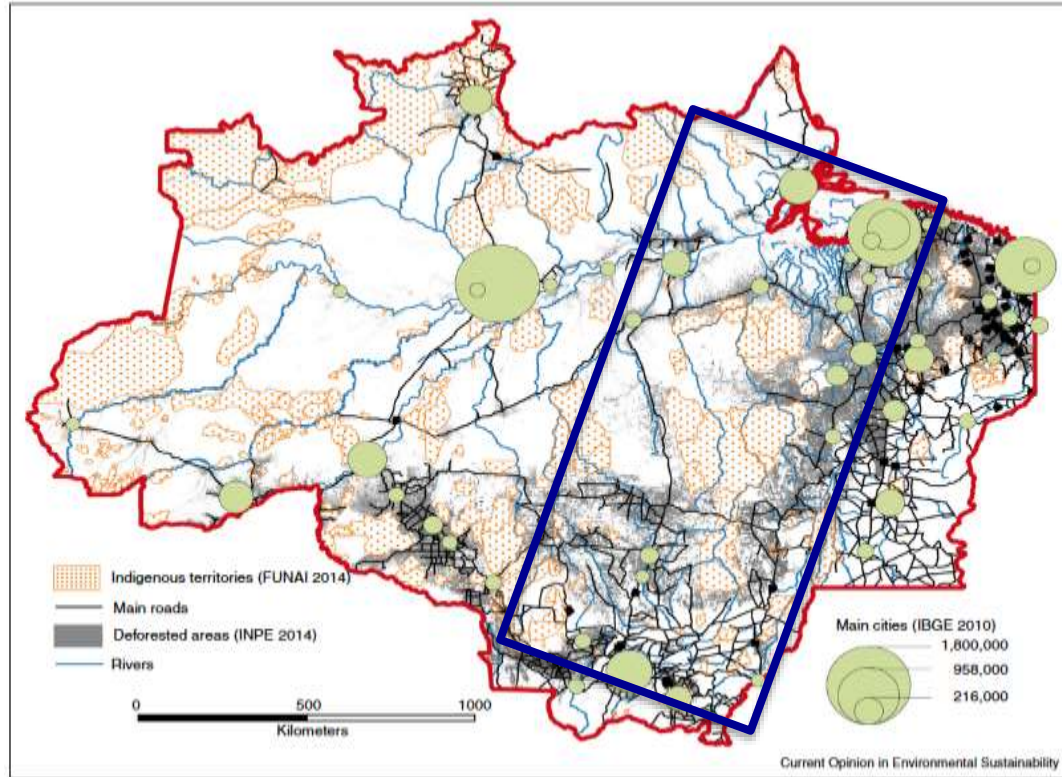 Indigenous territories (FUNAI 2014)
Main roads
Deforested areas (INPE 2014)
Rivers
0 500 1000
Kilometers
Main cities (IBGE 2010)
1,800,000
958,000
216,000
Current Opinion in Environmental Sustainability